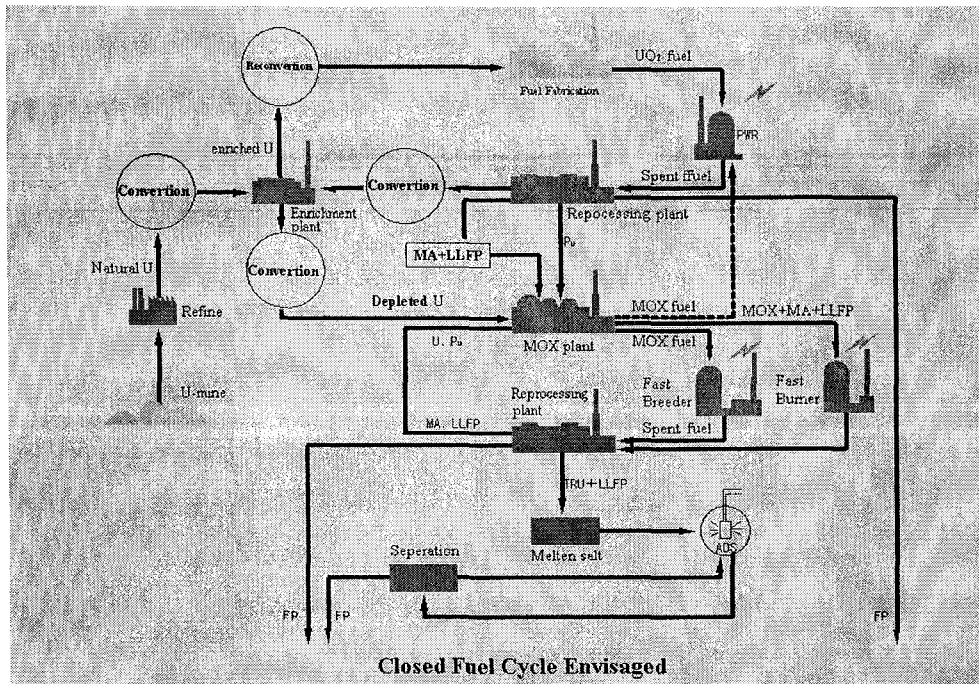 Reconvertion
UO2 fuel
Fuel Fabrication
PWR
enriched U
Convertion
Convertion
Spent ffuel
Enrichment
plant
Repocessing plant
Pu
MA+LLFP
Convertion
Natural U
Depleted U
Refine
MOX fuel
MOX+MA+LLFP
U. Pu
MOX plant
MOX fuel
U-mine
Reprocessing
plant
Fast
Breeder
Fast
Burner
MA. LLFP
Spent fuel
TRU+LLFP
Melten salt
ADS
Seperation
FP
FP
FP
Closed Fuel Cycle Envisaged